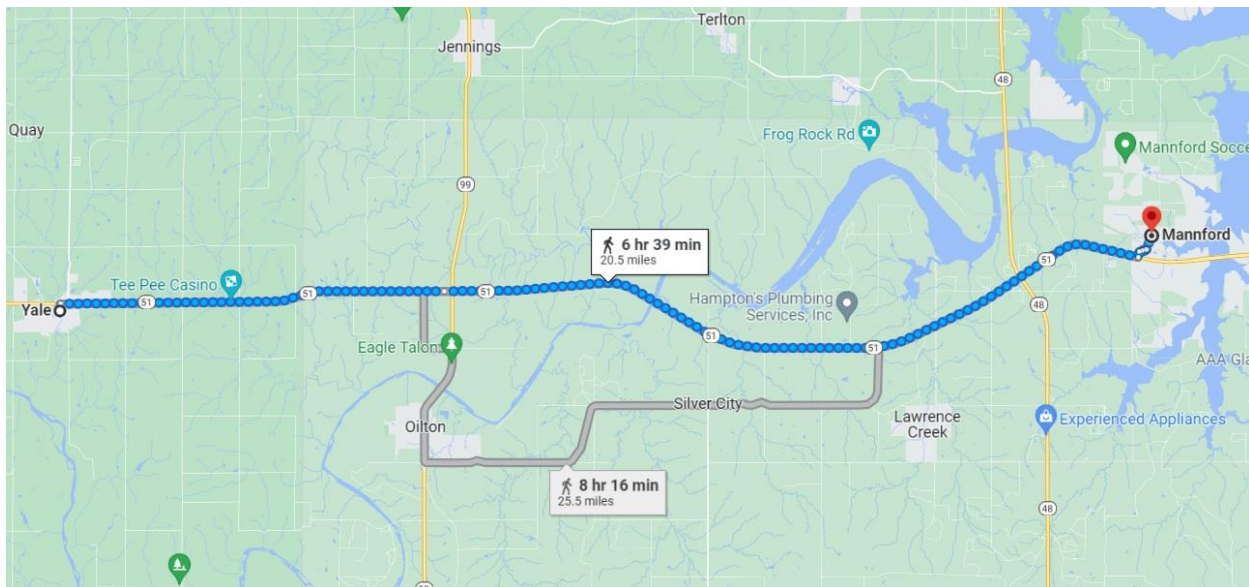 Terlton
Jennings
48
Quay
Frog Rock Rd
Mannford Socce
99
6 hr 39 min
20.5 miles
Mannford
Tee Pee Casino
51
51
51
51
Yale
Hampton's Plumbing
Services, Inc
48
51
51
Eagle Talon
AAA Gla
Silver City
Oilton
Lawrence
Creek
Experienced Appliances
8 hr 16 min
25.5 miles
48